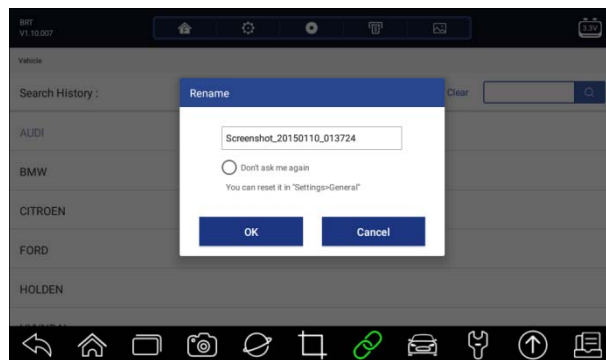 BRT
V1.10.007
3.3V
Vehicle
Search History :
Clear
Rename
Screenshot_20150110_013724
Don't ask me again
You can reset it in "Settings>General"
OK
Cancel
AUDI
BMW
CITROEN
FORD
HOLDEN